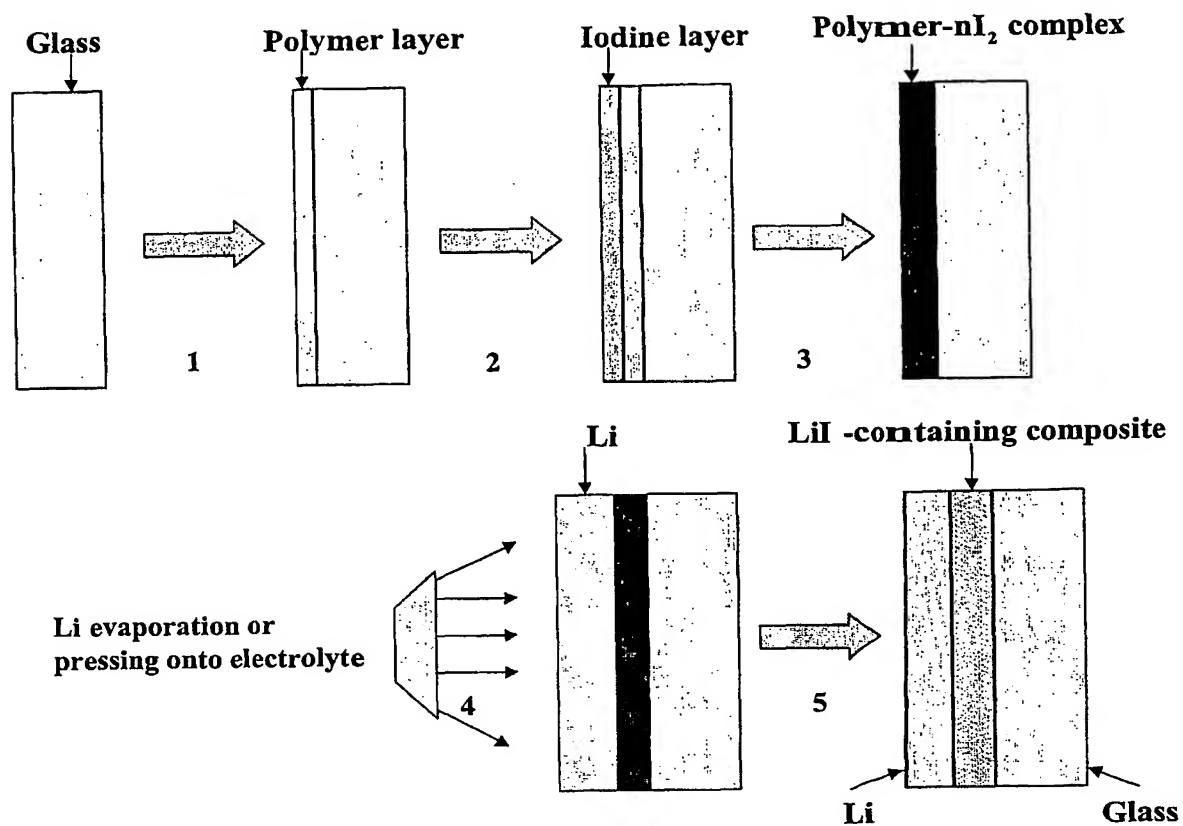 Glass
Polymer layer
Iodine layer
Polymer-nI₂ complex
1
2
3
Li
LiI -containing composite
Li evaporation or
pressing onto electrolyte
4
5
Li
Glass